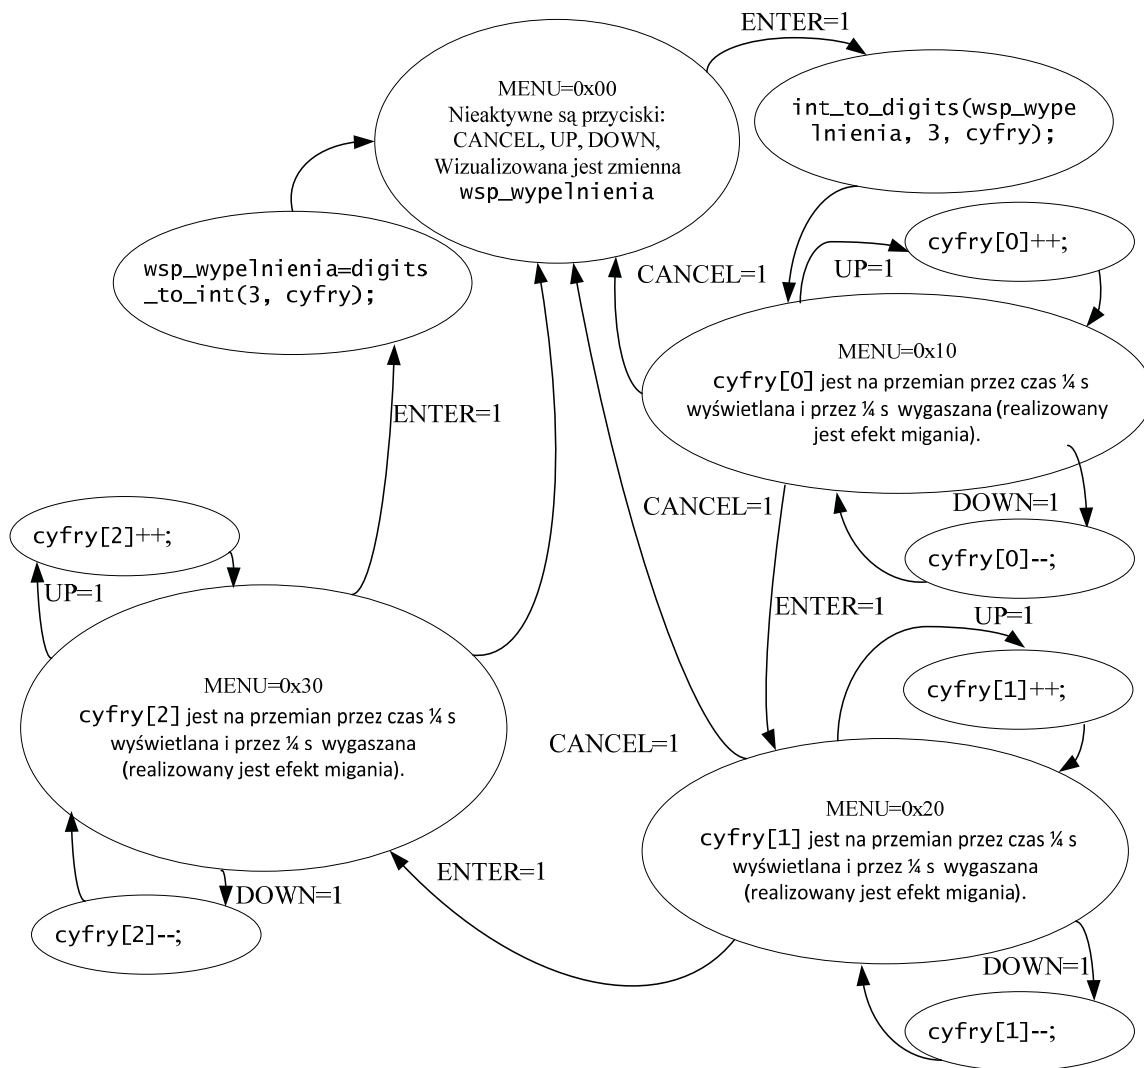 ENTER=1
MENU=0x00
Nieaktywne są przyciski:
CANCEL, UP, DOWN,
Wizualizowana jest zmienna
wsp_wypelnienia
int_to_digits(wsp_wype
lnienia, 3, cyfry);
wsp_wypelnienia=digits
_to_int(3, cyfry);
CANCEL=1
UP=1
cyfry[0]++;
MENU=0x10
cyfry[0] jest na przemian przez czas ¼ s
wyświetlana i przez ¼ s wygaszana (realizowany
jest efekt migania).
ENTER=1
DOWN=1
cyfry[0]--;
CANCEL=1
ENTER=1
cyfry[2]++;
UP=1
MENU=0x30
cyfry[2] jest na przemian przez czas ¼ s
wyświetlana i przez ¼ s wygaszana
(realizowany jest efekt migania).
UP=1
cyfry[1]++;
CANCEL=1
MENU=0x20
cyfry[1] jest na przemian przez czas ¼ s
wyświetlana i przez ¼ s wygaszana
(realizowany jest efekt migania).
ENTER=1
DOWN=1
cyfry[2]--;
DOWN=1
cyfry[1]--;